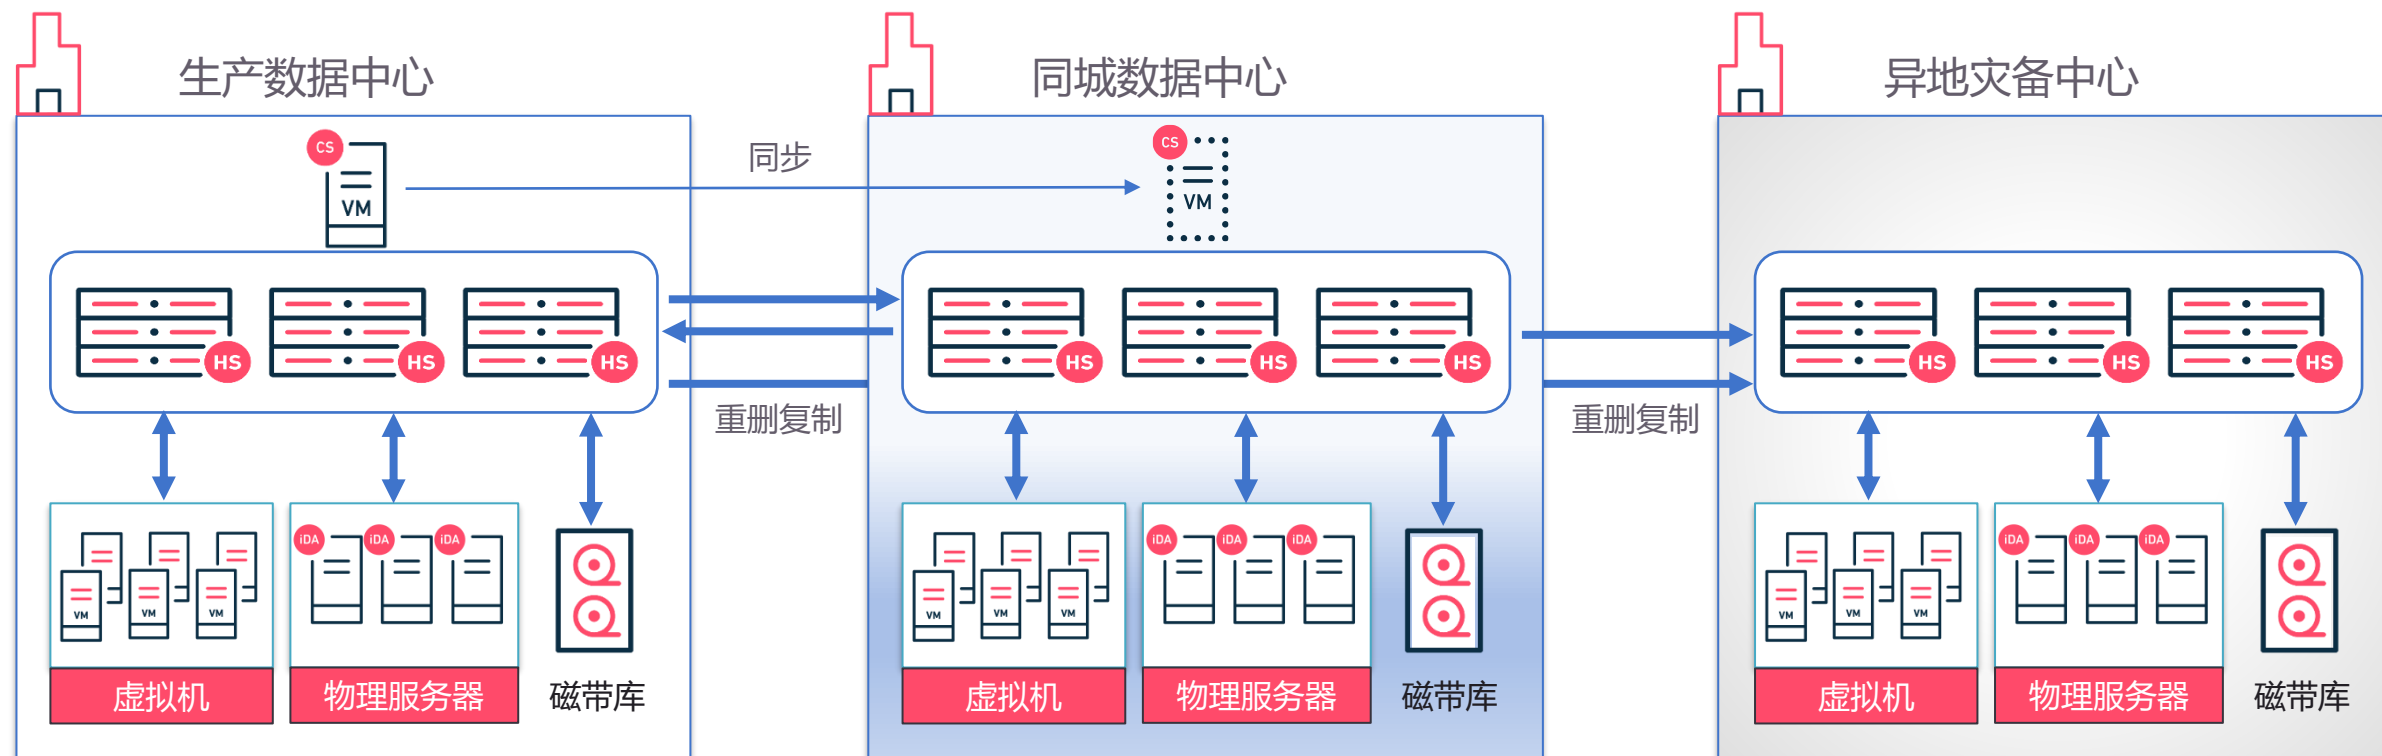 生产数据中心
同城数据中心
异地灾备中心
CS
VM
同步
CS
VM
HS
HS
HS
HS
HS
HS
HS
HS
HS
重删复制
重删复制
VM
VM
VM
iDA
iDA
iDA
VM
VM
VM
iDA
iDA
iDA
VM
VM
VM
iDA
iDA
iDA
虚拟机
物理服务器
磁带库
虚拟机
物理服务器
磁带库
虚拟机
物理服务器
磁带库